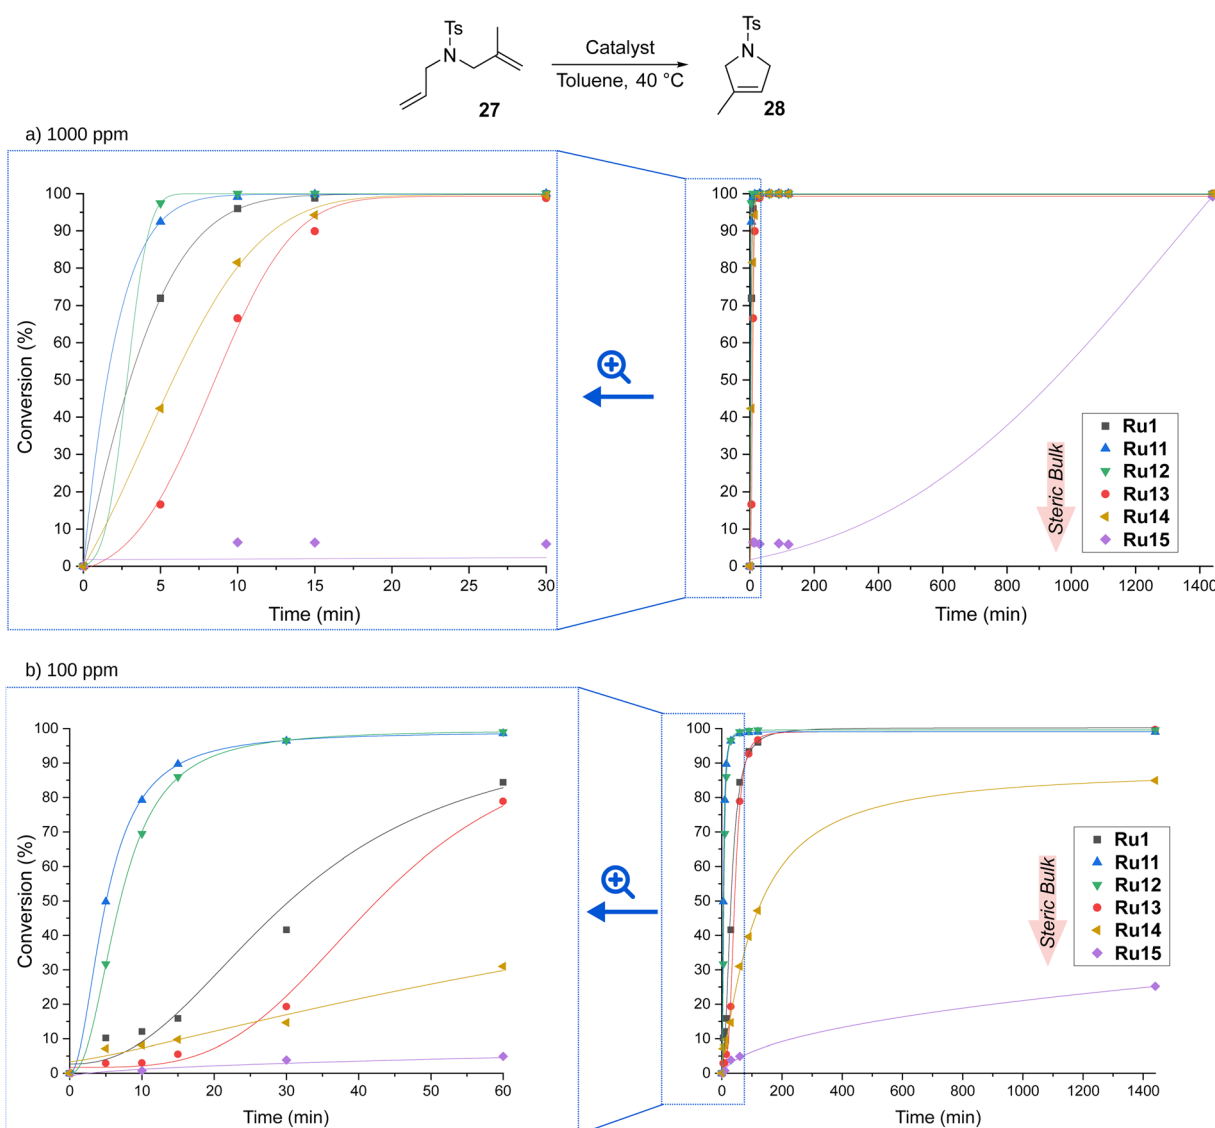 Ts
N
27
Catalyst
Toluene, 40 °C
Ts
N
28
a) 1000 ppm
Conversion (%)
100
90
80
70
60
50
40
30
20
10
0
0 5 10 15 20 25 30
Time (min)
100
90
80
70
60
50
40
30
20
10
0
0 200 400 600 800 1000 1200 1400
Time (min)
Steric Bulk
Ru1
Ru11
Ru12
Ru13
Ru14
Ru15
b) 100 ppm
Conversion (%)
100
90
80
70
60
50
40
30
20
10
0
0 10 20 30 40 50 60
Time (min)
100
90
80
70
60
50
40
30
20
10
0
0 200 400 600 800 1000 1200 1400
Time (min)
Steric Bulk
Ru1
Ru11
Ru12
Ru13
Ru14
Ru15